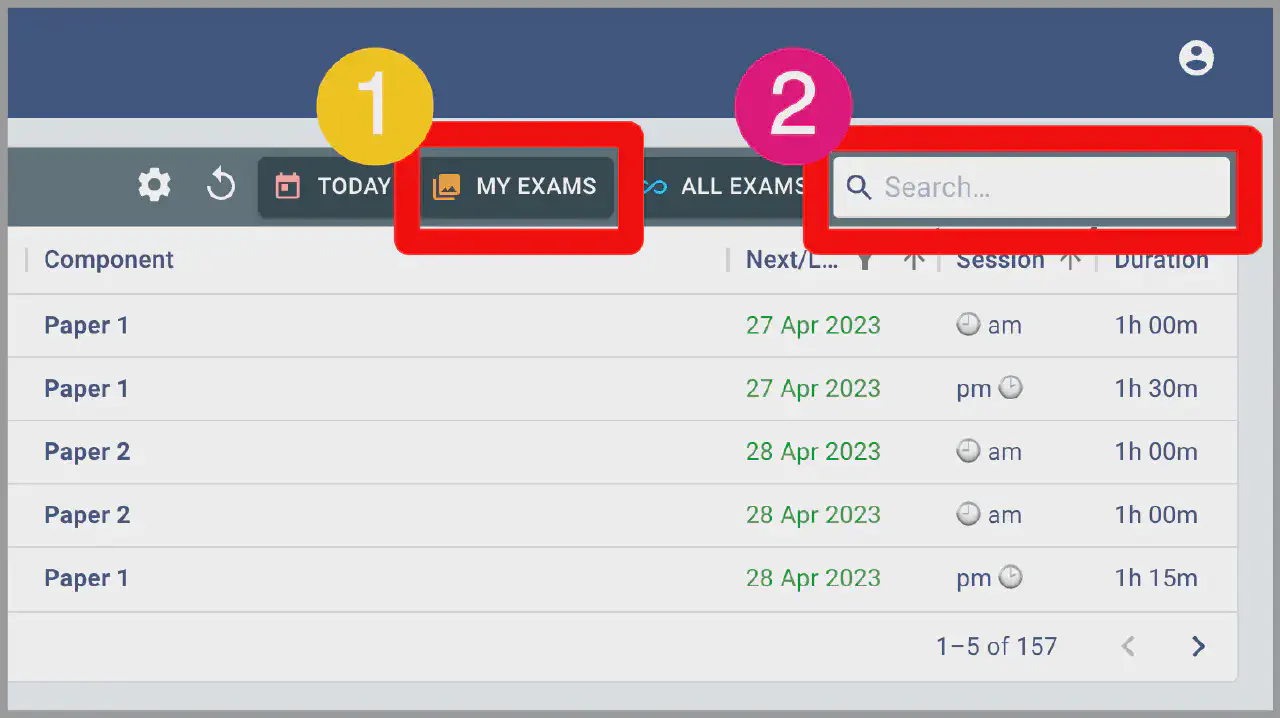 1
2
TODAY MY EXAMS ALL EXAMS Search...
Component Next/L... Session Duration
Paper 1 27 Apr 2023 am 1h 00m
Paper 1 27 Apr 2023 pm 1h 30m
Paper 2 28 Apr 2023 am 1h 00m
Paper 2 28 Apr 2023 am 1h 00m
Paper 1 28 Apr 2023 pm 1h 15m
1–5 of 157